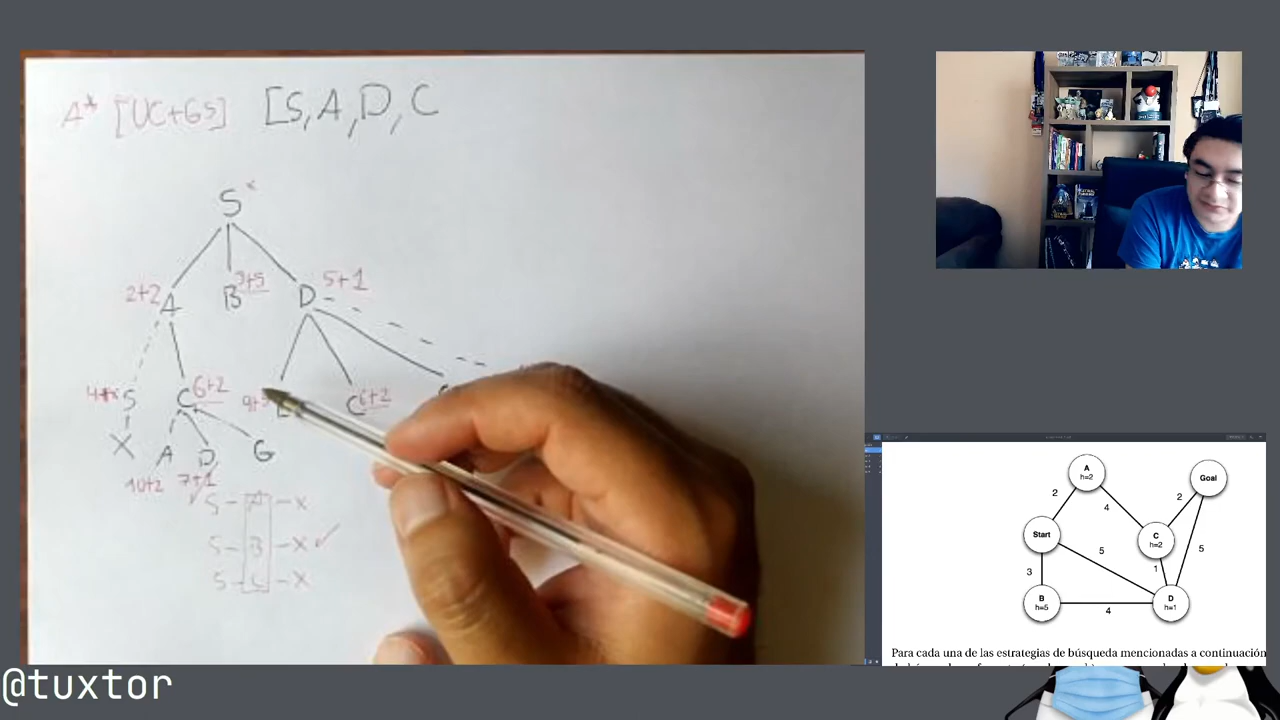 A* [UC+GS] [S, A, D, C
S
2+2 A B 3+5 D 5+1
S C 6+2 9+5 C 6+2
X A D G
10+2 7+1
S - A - X
S - B - X ✓
S - C - X
A
h=2
Goal
2
4
2
Start
C
h=2
5
5
3
1
B
h=5
D
h=1
4
Para cada una de las estrategias de búsqueda mencionadas a continuación
@tuxtor